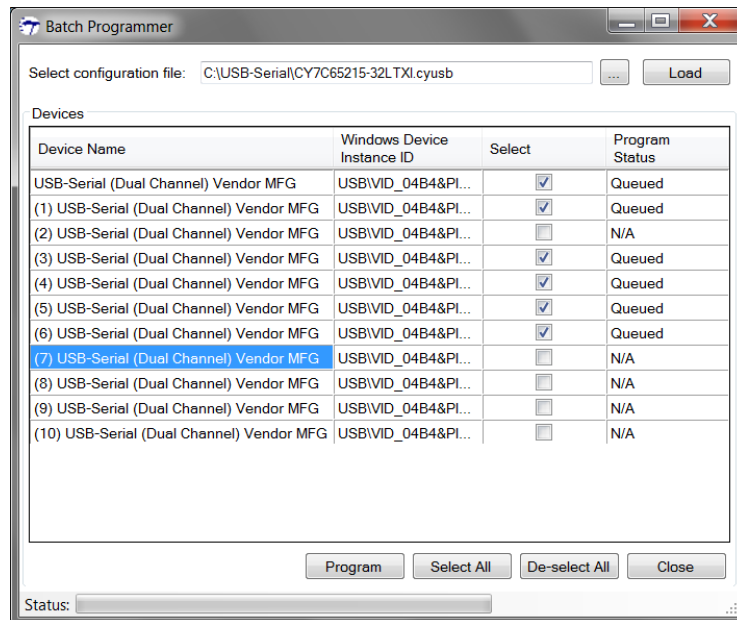 Batch Programmer
Select configuration file: C:\USB-Serial\CY7C65215-32LTXI.cyusb ... Load
Devices
Device Name Windows Device Instance ID Select Program Status
USB-Serial (Dual Channel) Vendor MFG USB\VID_04B4&PI... Queued
(1) USB-Serial (Dual Channel) Vendor MFG USB\VID_04B4&PI... Queued
(2) USB-Serial (Dual Channel) Vendor MFG USB\VID_04B4&PI... N/A
(3) USB-Serial (Dual Channel) Vendor MFG USB\VID_04B4&PI... Queued
(4) USB-Serial (Dual Channel) Vendor MFG USB\VID_04B4&PI... Queued
(5) USB-Serial (Dual Channel) Vendor MFG USB\VID_04B4&PI... Queued
(6) USB-Serial (Dual Channel) Vendor MFG USB\VID_04B4&PI... Queued
(7) USB-Serial (Dual Channel) Vendor MFG USB\VID_04B4&PI... N/A
(8) USB-Serial (Dual Channel) Vendor MFG USB\VID_04B4&PI... N/A
(9) USB-Serial (Dual Channel) Vendor MFG USB\VID_04B4&PI... N/A
(10) USB-Serial (Dual Channel) Vendor MFG USB\VID_04B4&PI... N/A
Program Select All De-select All Close
Status: